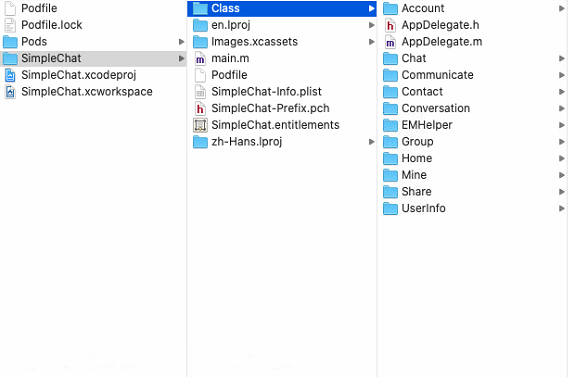 Podfile
Podfile.lock
Pods
SimpleChat
SimpleChat.xcodeproj
SimpleChat.xcworkspace
Class
en.lproj
Images.xcassets
main.m
Podfile
SimpleChat-Info.plist
SimpleChat-Prefix.pch
SimpleChat.entitlements
zh-Hans.lproj
Account
AppDelegate.h
AppDelegate.m
Chat
Communicate
Contact
Conversation
EMHelper
Group
Home
Mine
Share
UserInfo